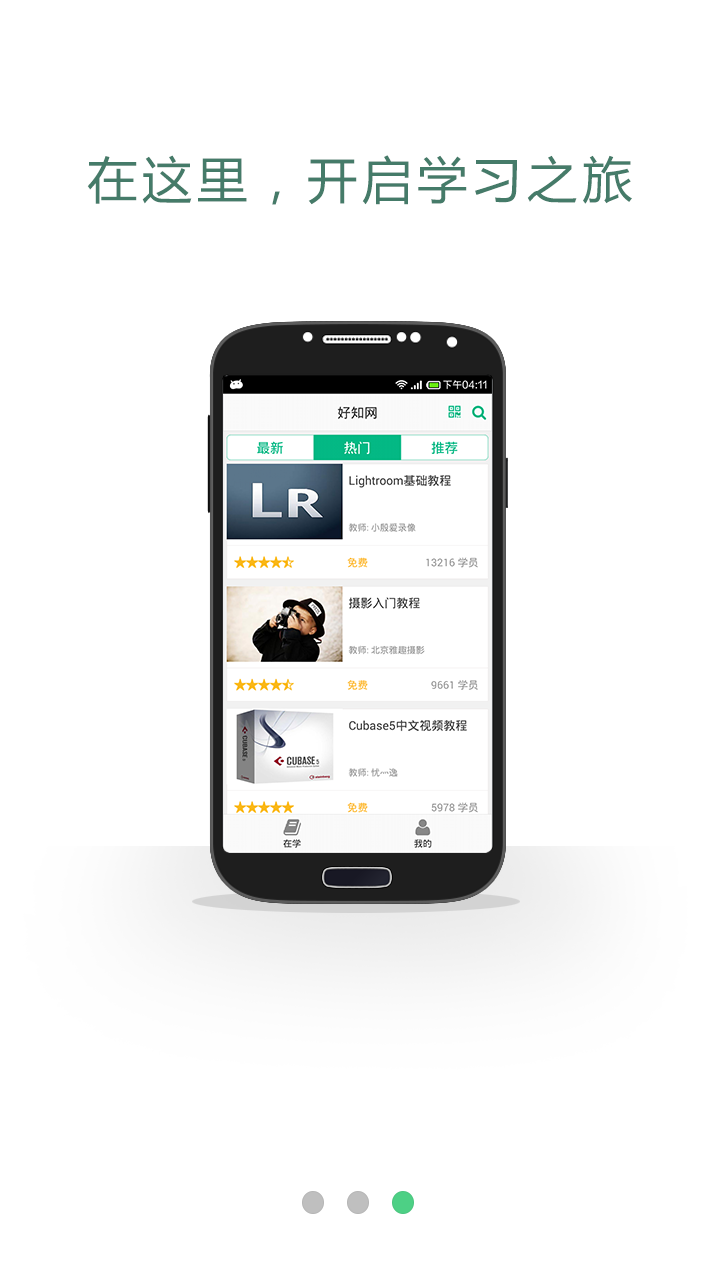 在这里，开启学习之旅
下午04:11
好知网
最新 热门 推荐
LR
Lightroom基础教程
教师: 小殷爱录像
免费 13216 学员
摄影入门教程
教师: 北京雅趣摄影
免费 9661 学员
CUBASE 5
CUBASE 5
Cubase5中文视频教程
教师: 忧灬逸
免费 5978 学员
在学 我的